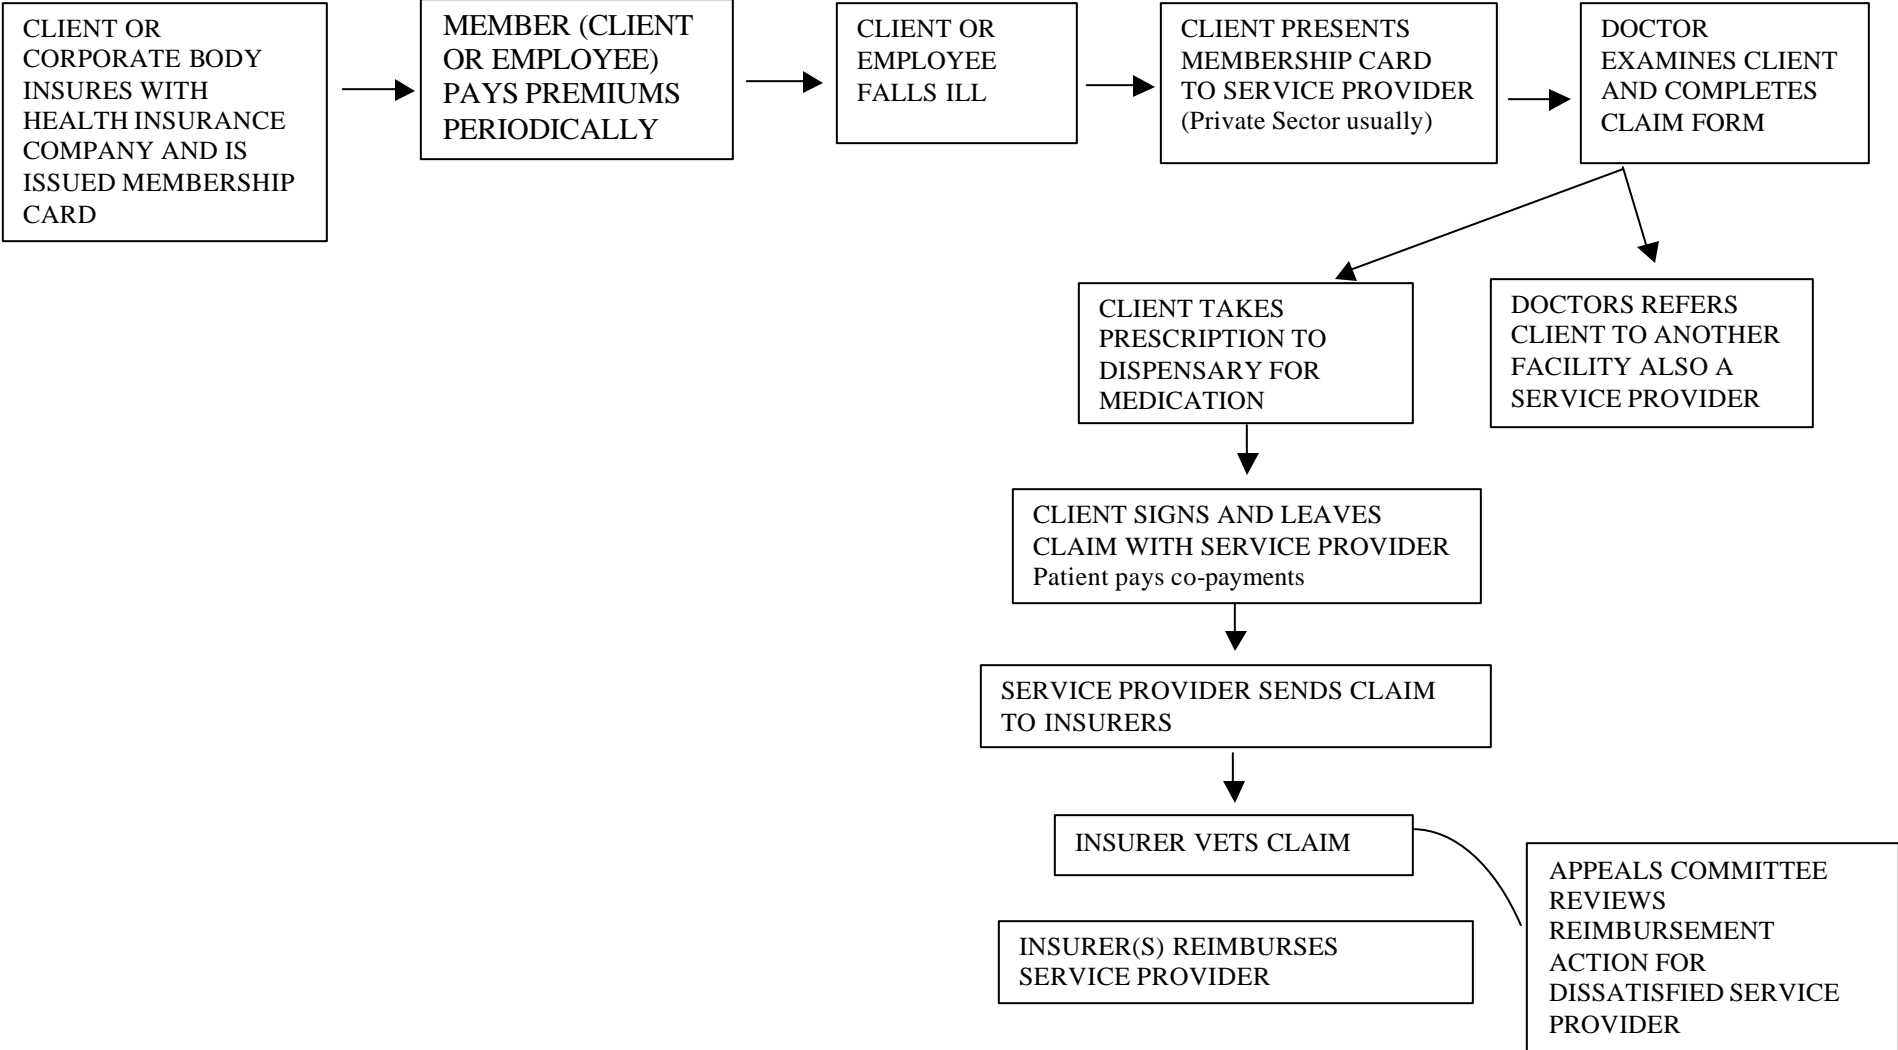 CLIENT OR
CORPORATE BODY
INSURES WITH
HEALTH INSURANCE
COMPANY AND IS
ISSUED MEMBERSHIP
CARD
MEMBER (CLIENT
OR EMPLOYEE)
PAYS PREMIUMS
PERIODICALLY
CLIENT OR
EMPLOYEE
FALLS ILL
CLIENT PRESENTS
MEMBERSHIP CARD
TO SERVICE PROVIDER
(Private Sector usually)
DOCTOR
EXAMINES CLIENT
AND COMPLETES
CLAIM FORM
CLIENT TAKES
PRESCRIPTION TO
DISPENSARY FOR
MEDICATION
DOCTORS REFERS
CLIENT TO ANOTHER
FACILITY ALSO A
SERVICE PROVIDER
CLIENT SIGNS AND LEAVES
CLAIM WITH SERVICE PROVIDER
Patient pays co-payments
SERVICE PROVIDER SENDS CLAIM
TO INSURERS
INSURER VETS CLAIM
APPEALS COMMITTEE
REVIEWS
REIMBURSEMENT
ACTION FOR
DISSATISFIED SERVICE
PROVIDER
INSURER(S) REIMBURSES
SERVICE PROVIDER